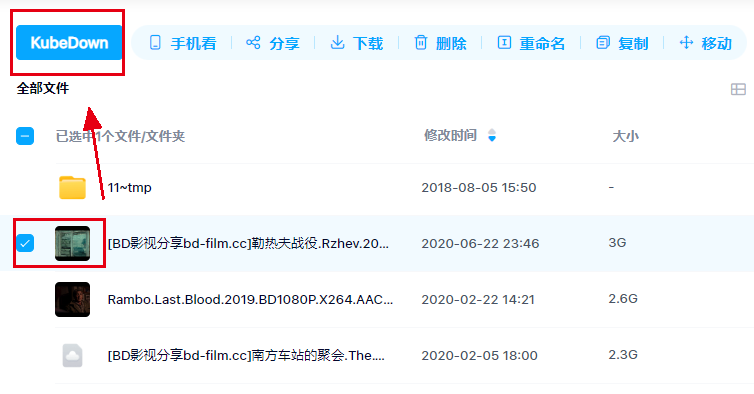 KubeDown 手机看 分享 下载 删除 重命名 复制 移动
全部文件
已选中1个文件/文件夹 修改时间 大小
11~tmp 2018-08-05 15:50 -
[BD影视分享bd-film.cc]勒热夫战役.Rzhev.20... 2020-06-22 23:46 3G
Rambo.Last.Blood.2019.BD1080P.X264.AAC... 2020-02-22 14:21 2.6G
[BD影视分享bd-film.cc]南方车站的聚会.The.... 2020-02-05 18:00 2.3G